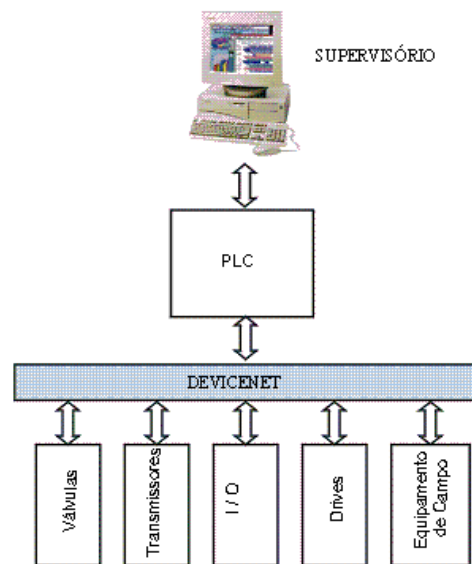 SUPERVISÓRIO
PLC
DEVICENET
Válvulas
Transmissores
I / O
Drives
Equipamento
de Campo